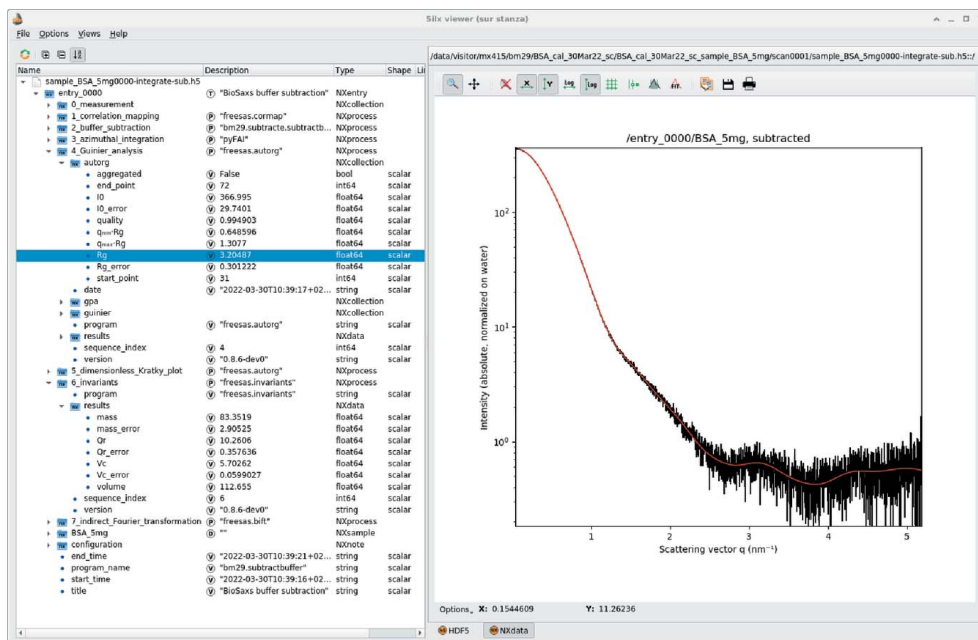 Silx viewer (sur stanza)
File Options Views Help
Name Description Type Shape Li
sample_BSA_5mg0000-integrate-sub.h5
entry_0000 "BioSaxs buffer subtraction" NXentry
0_measurement NXcollection
1_correlation_mapping "freesas.cormap" NXprocess
2_buffer_subtraction "bm29.subtracte.subtractb... NXprocess
3_azimuthal_integration "pyFAI" NXprocess
4_Guinier_analysis "freesas.autorg" NXprocess
autorg NXcollection
aggregated False bool scalar
end_point 72 int64 scalar
I0 366.995 float64 scalar
I0_error 29.7401 float64 scalar
quality 0.994903 float64 scalar
qₘᵢₙ·Rg 0.648596 float64 scalar
qₘₐₓ·Rg 1.3077 float64 scalar
Rg 3.20487 float64 scalar
Rg_error 0.301222 float64 scalar
start_point 31 int64 scalar
date "2022-03-30T10:39:17+02... string scalar
gpa NXcollection
guinier NXcollection
program "freesas.autorg" string scalar
results NXdata
sequence_index 4 int64 scalar
version "0.8.6-dev0" string scalar
5_dimensionless_Kratky_plot "freesas.autorg" NXprocess
6_invariants "freesas.invariants" NXprocess
program "freesas.invariants" string scalar
results NXdata
mass 83.3519 float64 scalar
mass_error 2.90525 float64 scalar
Qr 10.2606 float64 scalar
Qr_error 0.357636 float64 scalar
Vc 5.70262 float64 scalar
Vc_error 0.0599027 float64 scalar
volume 112.655 float64 scalar
sequence_index 6 int64 scalar
version "0.8.6-dev0" string scalar
7_indirect_Fourier_transformation "freesas.bift" NXprocess
BSA_5mg "" NXsample
configuration NXnote
end_time "2022-03-30T10:39:21+02... string scalar
program_name "bm29.subtractbuffer" string scalar
start_time "2022-03-30T10:39:16+02... string scalar
title "BioSaxs buffer subtraction" string scalar
/data/visitor/mx415/bm29/BSA_cal_30Mar22_sc/BSA_cal_30Mar22_sc_sample_BSA_5mg/scan0001/sample_BSA_5mg0000-integrate-sub.h5::/
/entry_0000/BSA_5mg, subtracted
Intensity (absolute, normalized on water)
10²
10¹
10⁰
1 2 3 4 5
Scattering vector q (nm⁻¹)
Options X: 0.1544609 Y: 11.26236
HDF5 NXdata